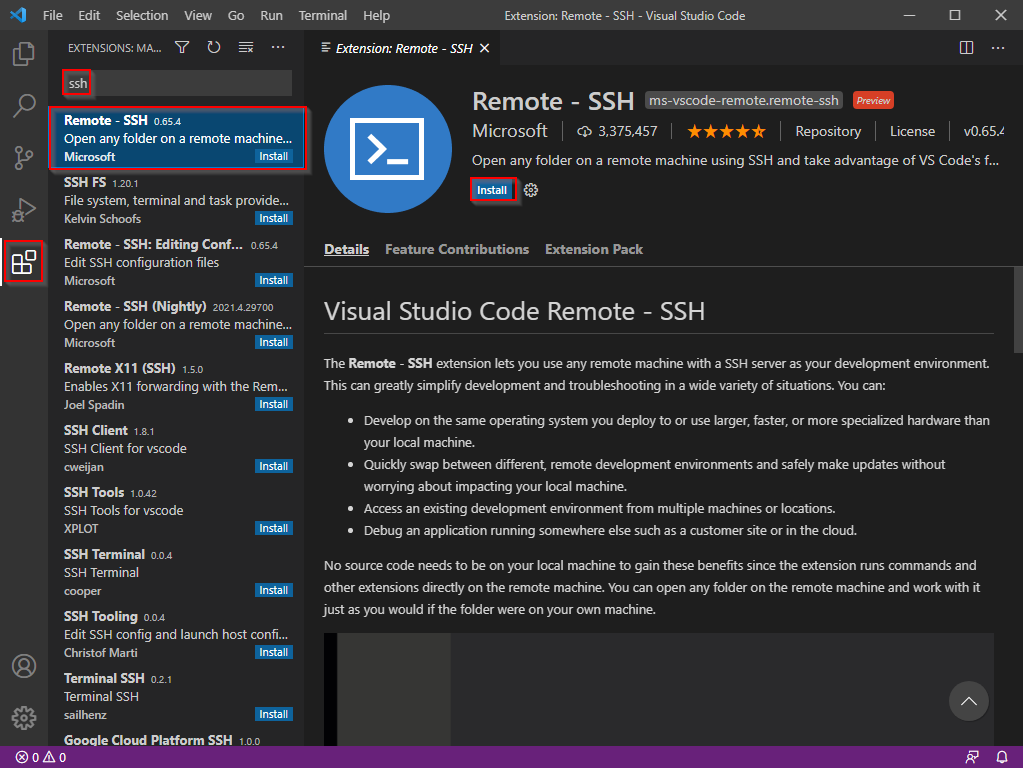 File Edit Selection View Go Run Terminal Help
Extension: Remote - SSH - Visual Studio Code
EXTENSIONS: MA...
ssh
Remote - SSH 0.65.4
Open any folder on a remote machine...
Microsoft Install
SSH FS 1.20.1
File system, terminal and task provide...
Kelvin Schoofs Install
Remote - SSH: Editing Conf... 0.65.4
Edit SSH configuration files
Microsoft Install
Remote - SSH (Nightly) 2021.4.29700
Open any folder on a remote machine...
Microsoft Install
Remote X11 (SSH) 1.5.0
Enables X11 forwarding with the Rem...
Joel Spadin Install
SSH Client 1.8.1
SSH Client for vscode
cweijan Install
SSH Tools 1.0.42
SSH Tools for vscode
XPLOT Install
SSH Terminal 0.0.4
SSH Terminal
cooper Install
SSH Tooling 0.0.4
Edit SSH config and launch host confi...
Christof Marti Install
Terminal SSH 0.2.1
Terminal SSH
sailhenz Install
Google Cloud Platform SSH 1.0.0
Extension: Remote - SSH
Remote - SSH ms-vscode-remote.remote-ssh Preview
Microsoft 3,375,457 Repository License v0.65.4
Open any folder on a remote machine using SSH and take advantage of VS Code's f...
Install
Details Feature Contributions Extension Pack
Visual Studio Code Remote - SSH
The Remote - SSH extension lets you use any remote machine with a SSH server as your development environment.
This can greatly simplify development and troubleshooting in a wide variety of situations. You can:
• Develop on the same operating system you deploy to or use larger, faster, or more specialized hardware than
your local machine.
• Quickly swap between different, remote development environments and safely make updates without
worrying about impacting your local machine.
• Access an existing development environment from multiple machines or locations.
• Debug an application running somewhere else such as a customer site or in the cloud.
No source code needs to be on your local machine to gain these benefits since the extension runs commands and
other extensions directly on the remote machine. You can open any folder on the remote machine and work with it
just as you would if the folder were on your own machine.
0 0